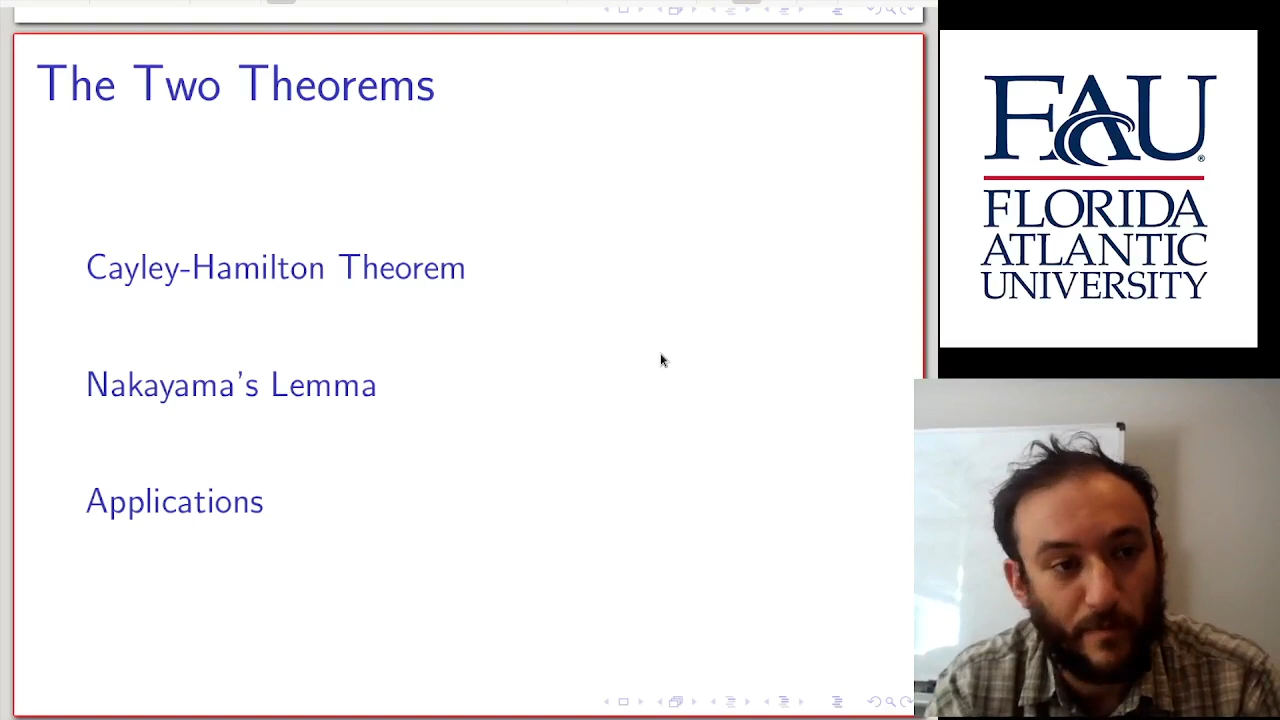 The Two Theorems
Cayley-Hamilton Theorem
Nakayama's Lemma
Applications
FAU®
FLORIDA
ATLANTIC
UNIVERSITY